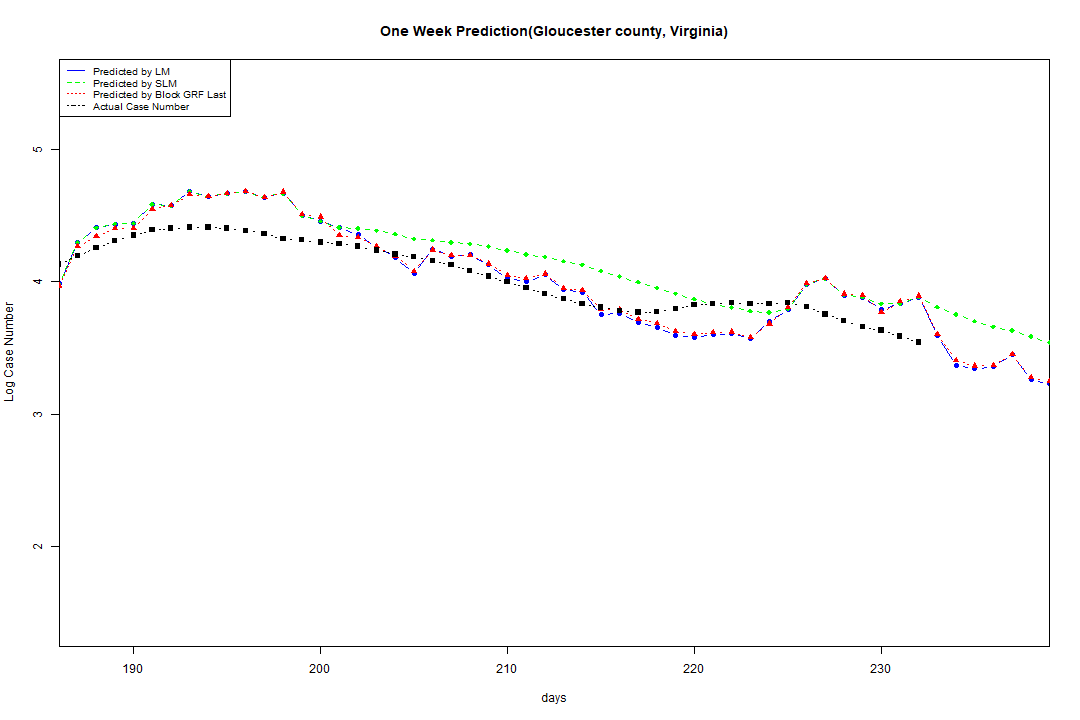 One Week Prediction(Gloucester county, Virginia)
Predicted by LM
Predicted by SLM
Predicted by Block GRF Last
Actual Case Number
5
4
3
2
Log Case Number
190
200
210
220
230
days